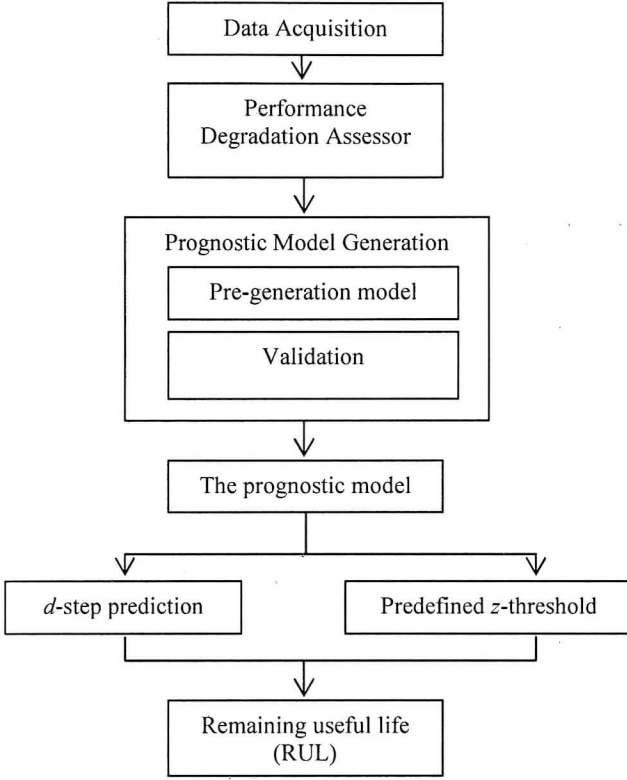 Data Acquisition
Performance
Degradation Assessor
Prognostic Model Generation
Pre-generation model
Validation
The prognostic model
d-step prediction
Predefined z-threshold
Remaining useful life
(RUL)